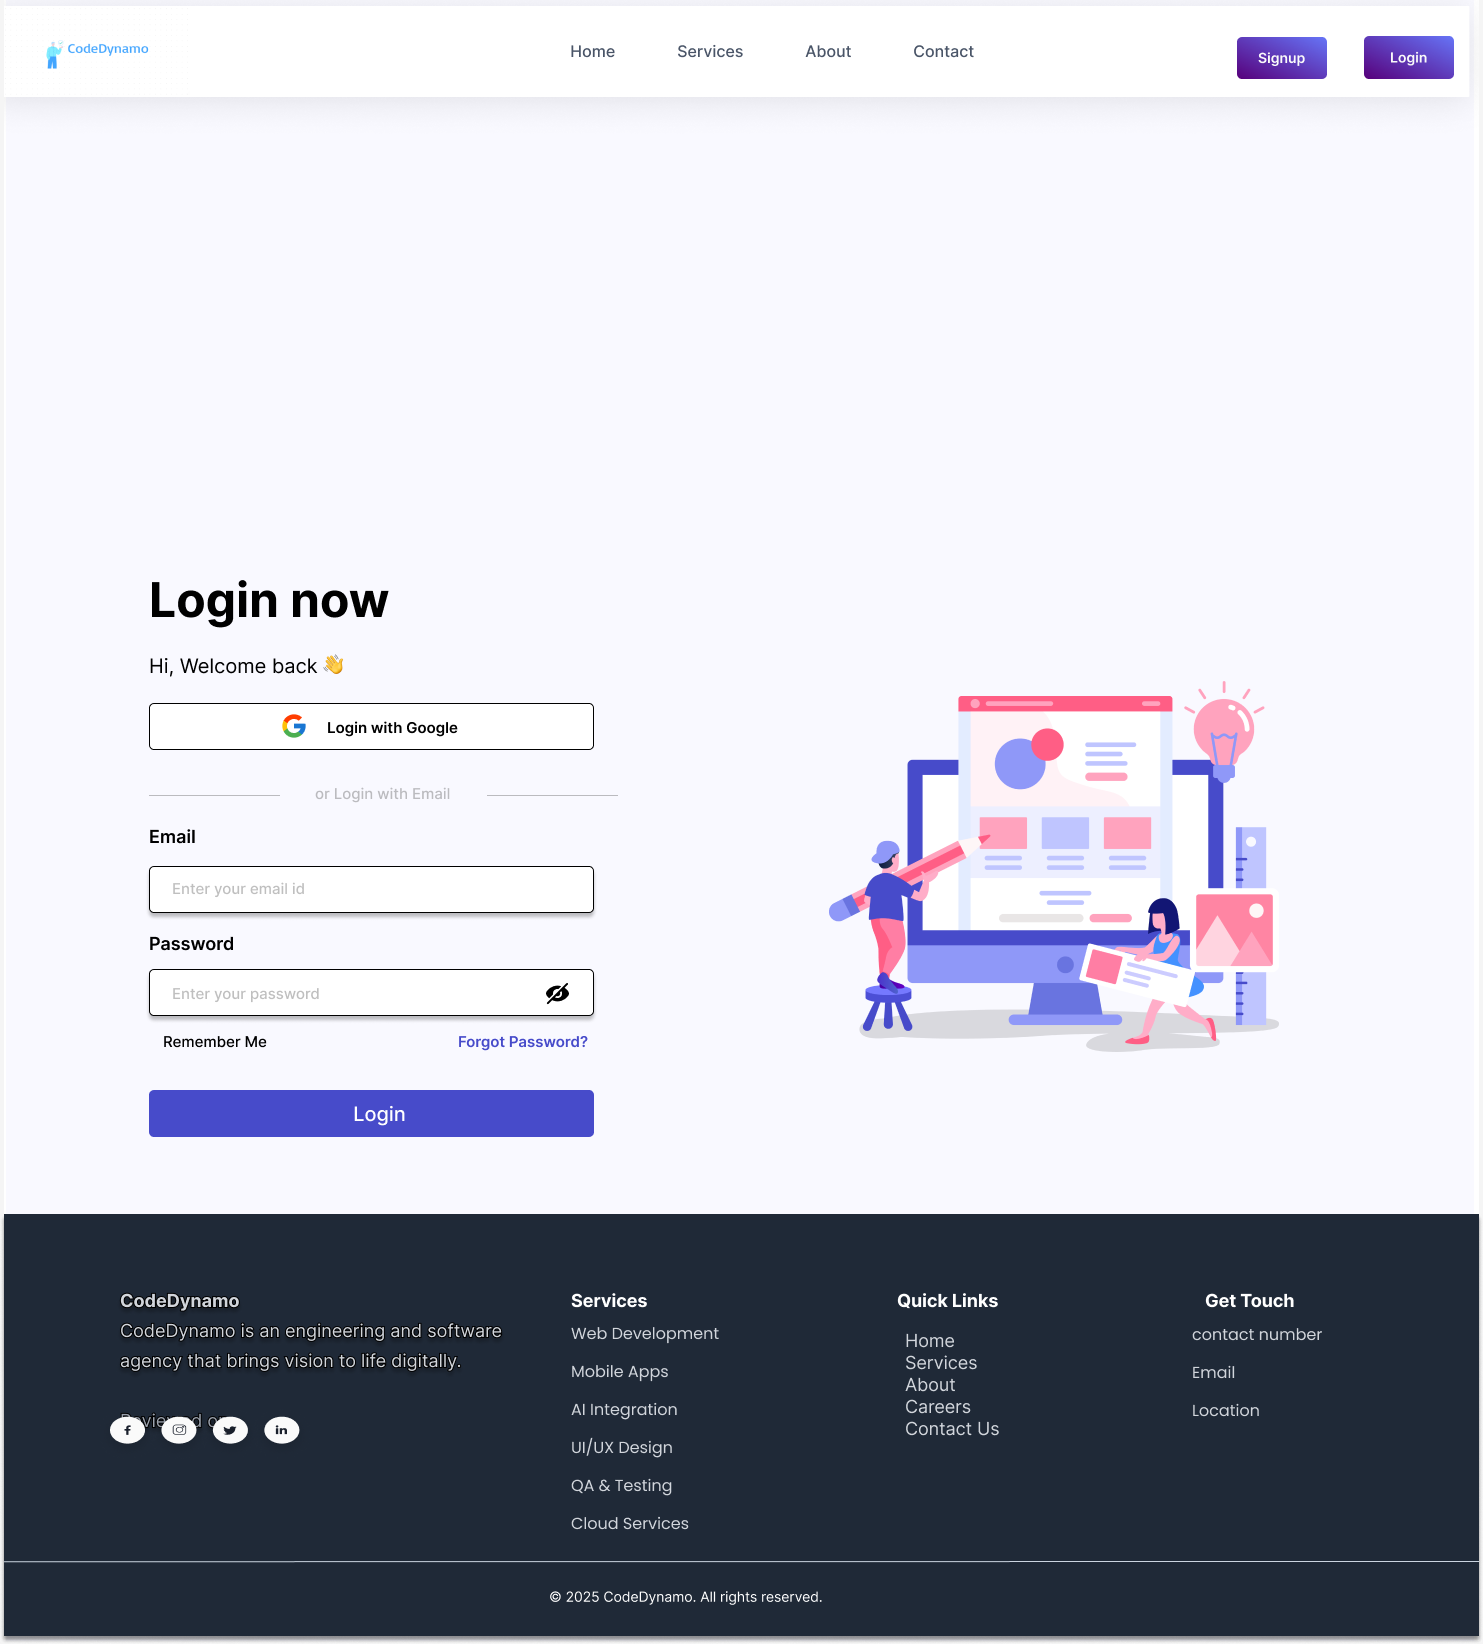 CodeDynamo
Home
Services
About
Contact
Signup
Login
Login now
Hi, Welcome back 👋
Login with Google
or Login with Email
Email
Enter your email id
Password
Enter your password
Remember Me
Forgot Password?
Login
CodeDynamo
CodeDynamo is an engineering and software
agency that brings vision to life digitally.
Services
Web Development
Mobile Apps
AI Integration
UI/UX Design
QA & Testing
Cloud Services
Quick Links
Home
Services
About
Careers
Contact Us
Get Touch
contact number
Email
Location
© 2025 CodeDynamo. All rights reserved.